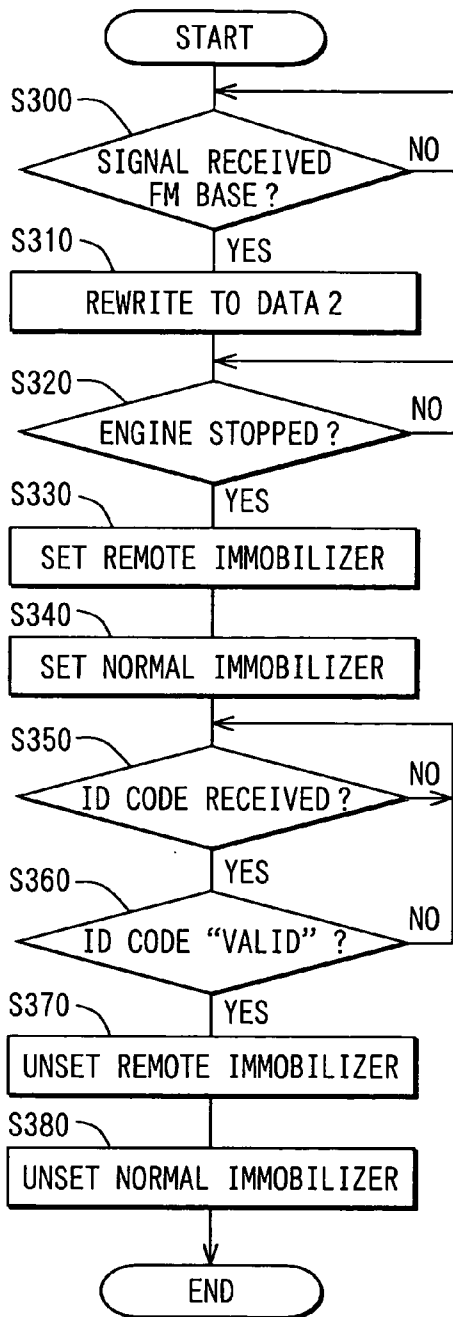 START
S300
SIGNAL RECEIVED
FM BASE?
NO
YES
S310
REWRITE TO DATA 2
S320
ENGINE STOPPED?
NO
YES
S330
SET REMOTE IMMOBILIZER
S340
SET NORMAL IMMOBILIZER
S350
ID CODE RECEIVED?
NO
YES
S360
ID CODE “VALID” ?
NO
YES
S370
UNSET REMOTE IMMOBILIZER
S380
UNSET NORMAL IMMOBILIZER
END